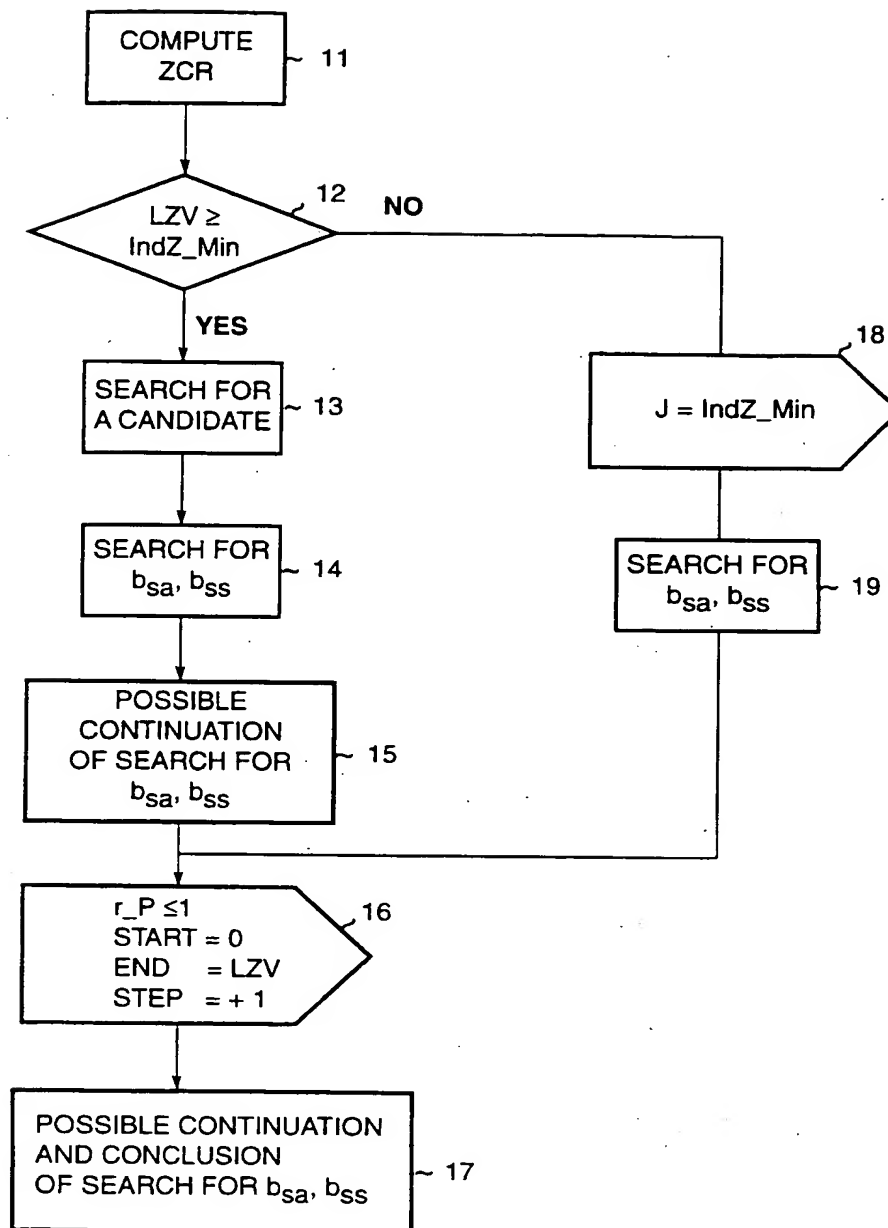 COMPUTE
ZCR
11
12
LZV ≥
IndZ_Min
NO
YES
18
SEARCH FOR
A CANDIDATE
13
J = IndZ_Min
SEARCH FOR
bsa, bss
14
SEARCH FOR
bsa, bss
19
POSSIBLE
CONTINUATION
OF SEARCH FOR
bsa, bss
15
16
r_P ≤1
START = 0
END = LZV
STEP = + 1
POSSIBLE CONTINUATION
AND CONCLUSION
OF SEARCH FOR bsa, bss
17